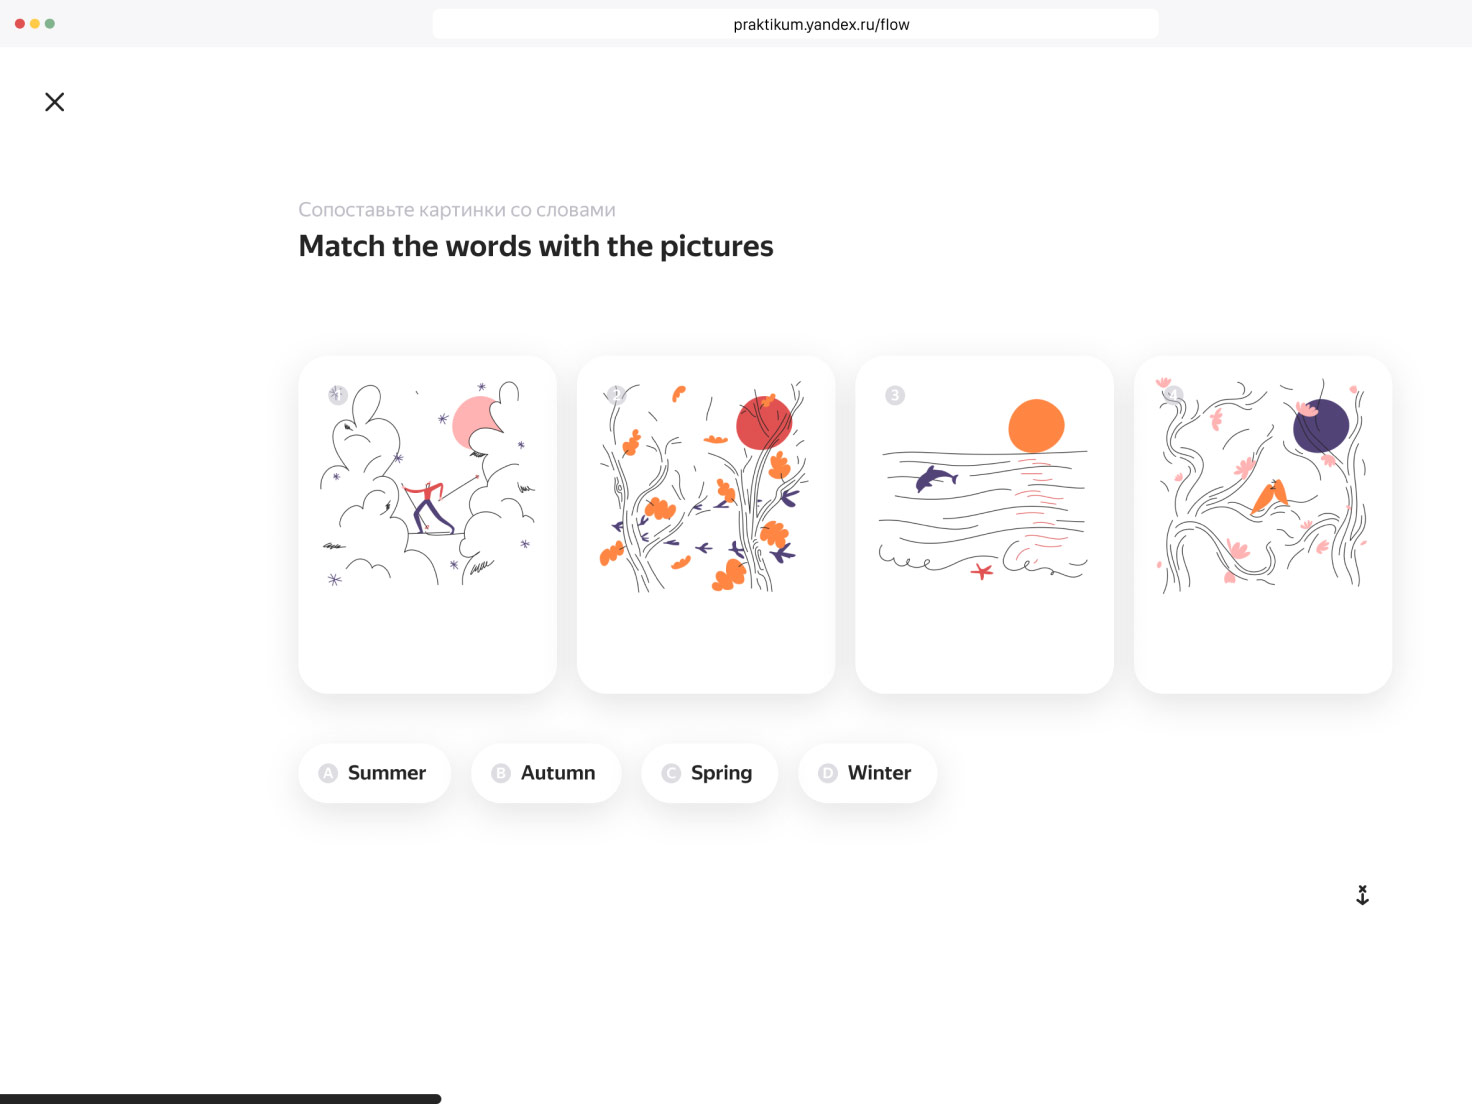 praktikum.yandex.ru/flow
Сопоставьте картинки со словами
Match the words with the pictures
1 2 3 4
A Summer B Autumn C Spring D Winter